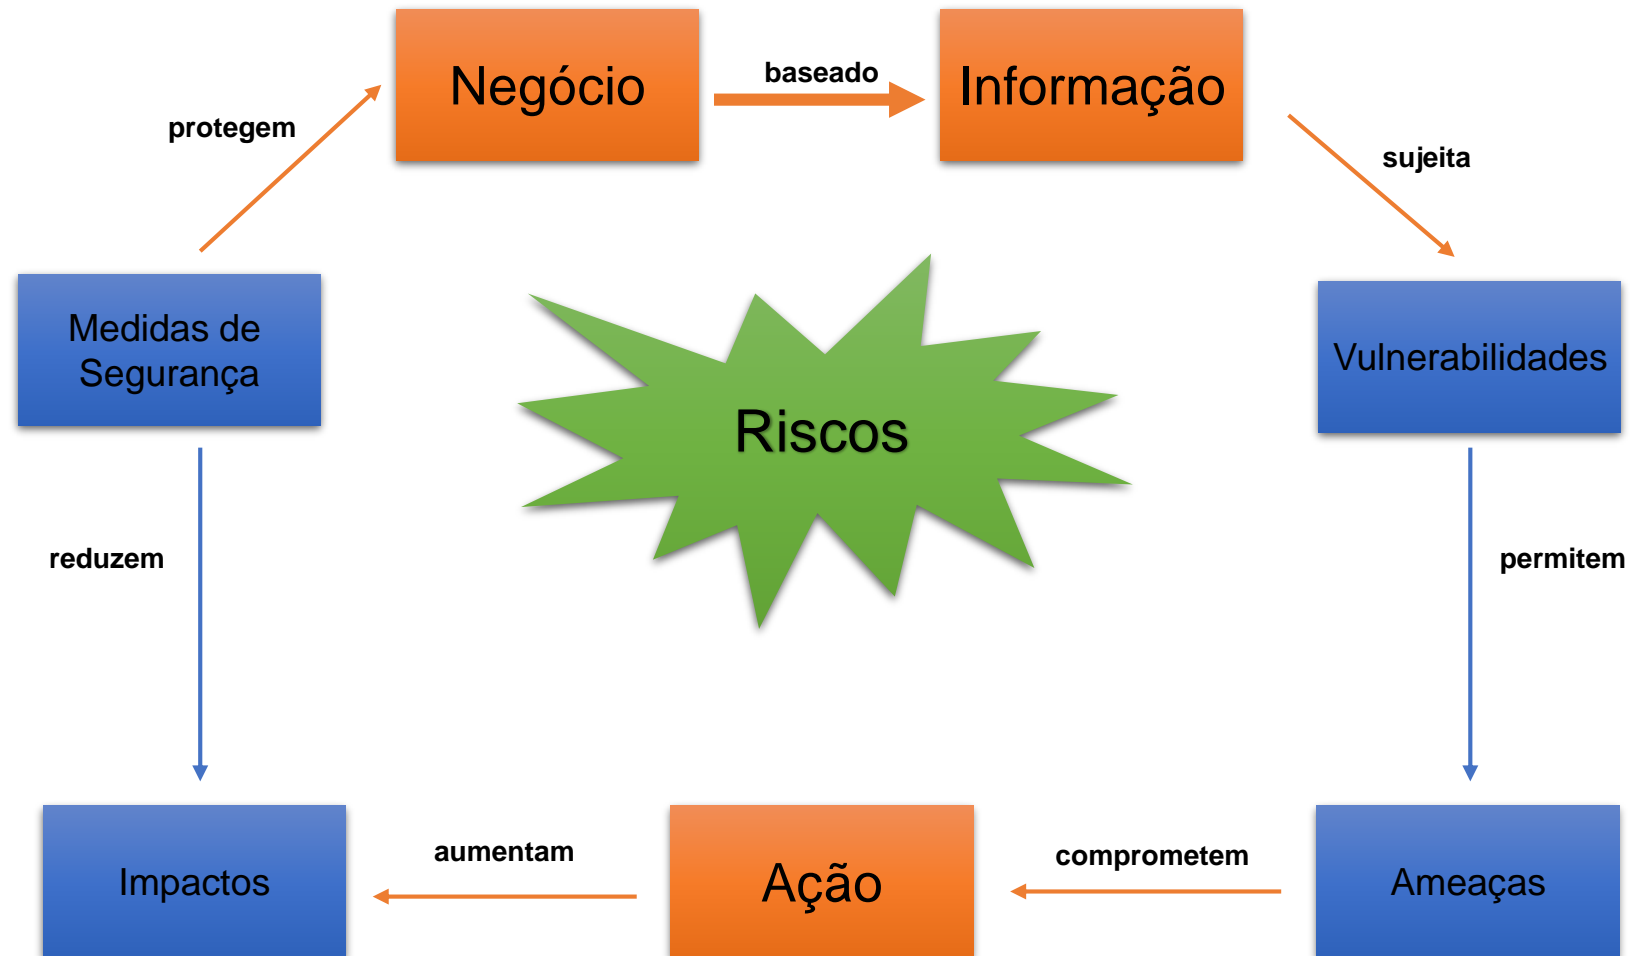 Negócio
baseado
Informação
protegem
sujeita
Medidas de
Segurança
Vulnerabilidades
Riscos
reduzem
permitem
Impactos
aumentam
Ação
comprometem
Ameaças